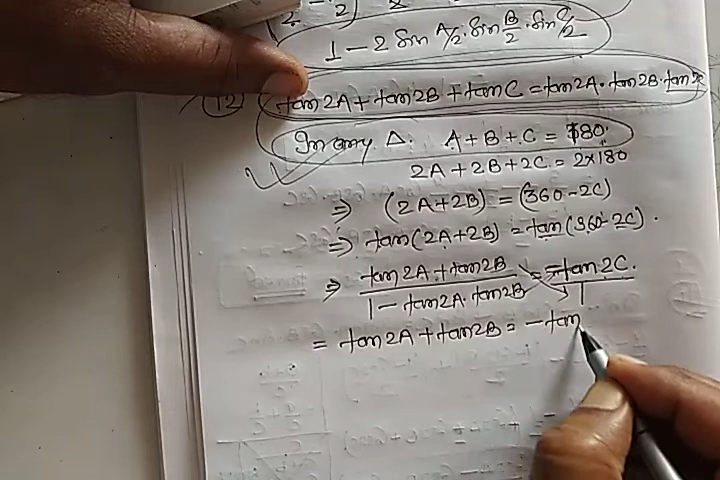 1 - 2 Sin A/2 . Sin B/2 . Sin C/2
(12) tan 2A + tan 2B + tan C = tan 2A . tan 2B . tan 2C
In any Δ: A + B + C = 180°
2A + 2B + 2C = 2×180
⇒ (2A + 2B) = (360 - 2C)
⇒ tan (2A + 2B) = tan (360 - 2C) .
⇒ (tan 2A + tan 2B) / (1 - tan 2A . tan 2B) = (- tan 2C.) / 1
= tan 2A + tan 2B = - tan